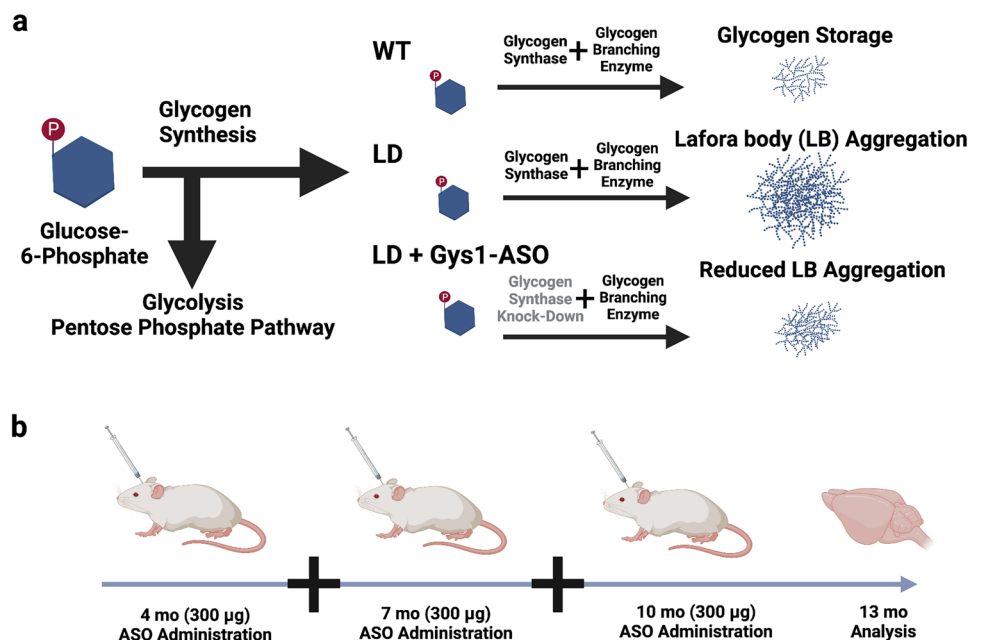 a
P
Glucose-
6-Phosphate
Glycogen
Synthesis
Glycolysis
Pentose Phosphate Pathway
WT
P
Glycogen
Synthase
+
Glycogen
Branching
Enzyme
Glycogen Storage
LD
P
Glycogen
Synthase
+
Glycogen
Branching
Enzyme
Lafora body (LB) Aggregation
LD + Gys1-ASO
P
Glycogen
Synthase
Knock-Down
+
Glycogen
Branching
Enzyme
Reduced LB Aggregation
b
4 mo (300 µg)
ASO Administration
+
7 mo (300 µg)
ASO Administration
+
10 mo (300 µg)
ASO Administration
13 mo
Analysis